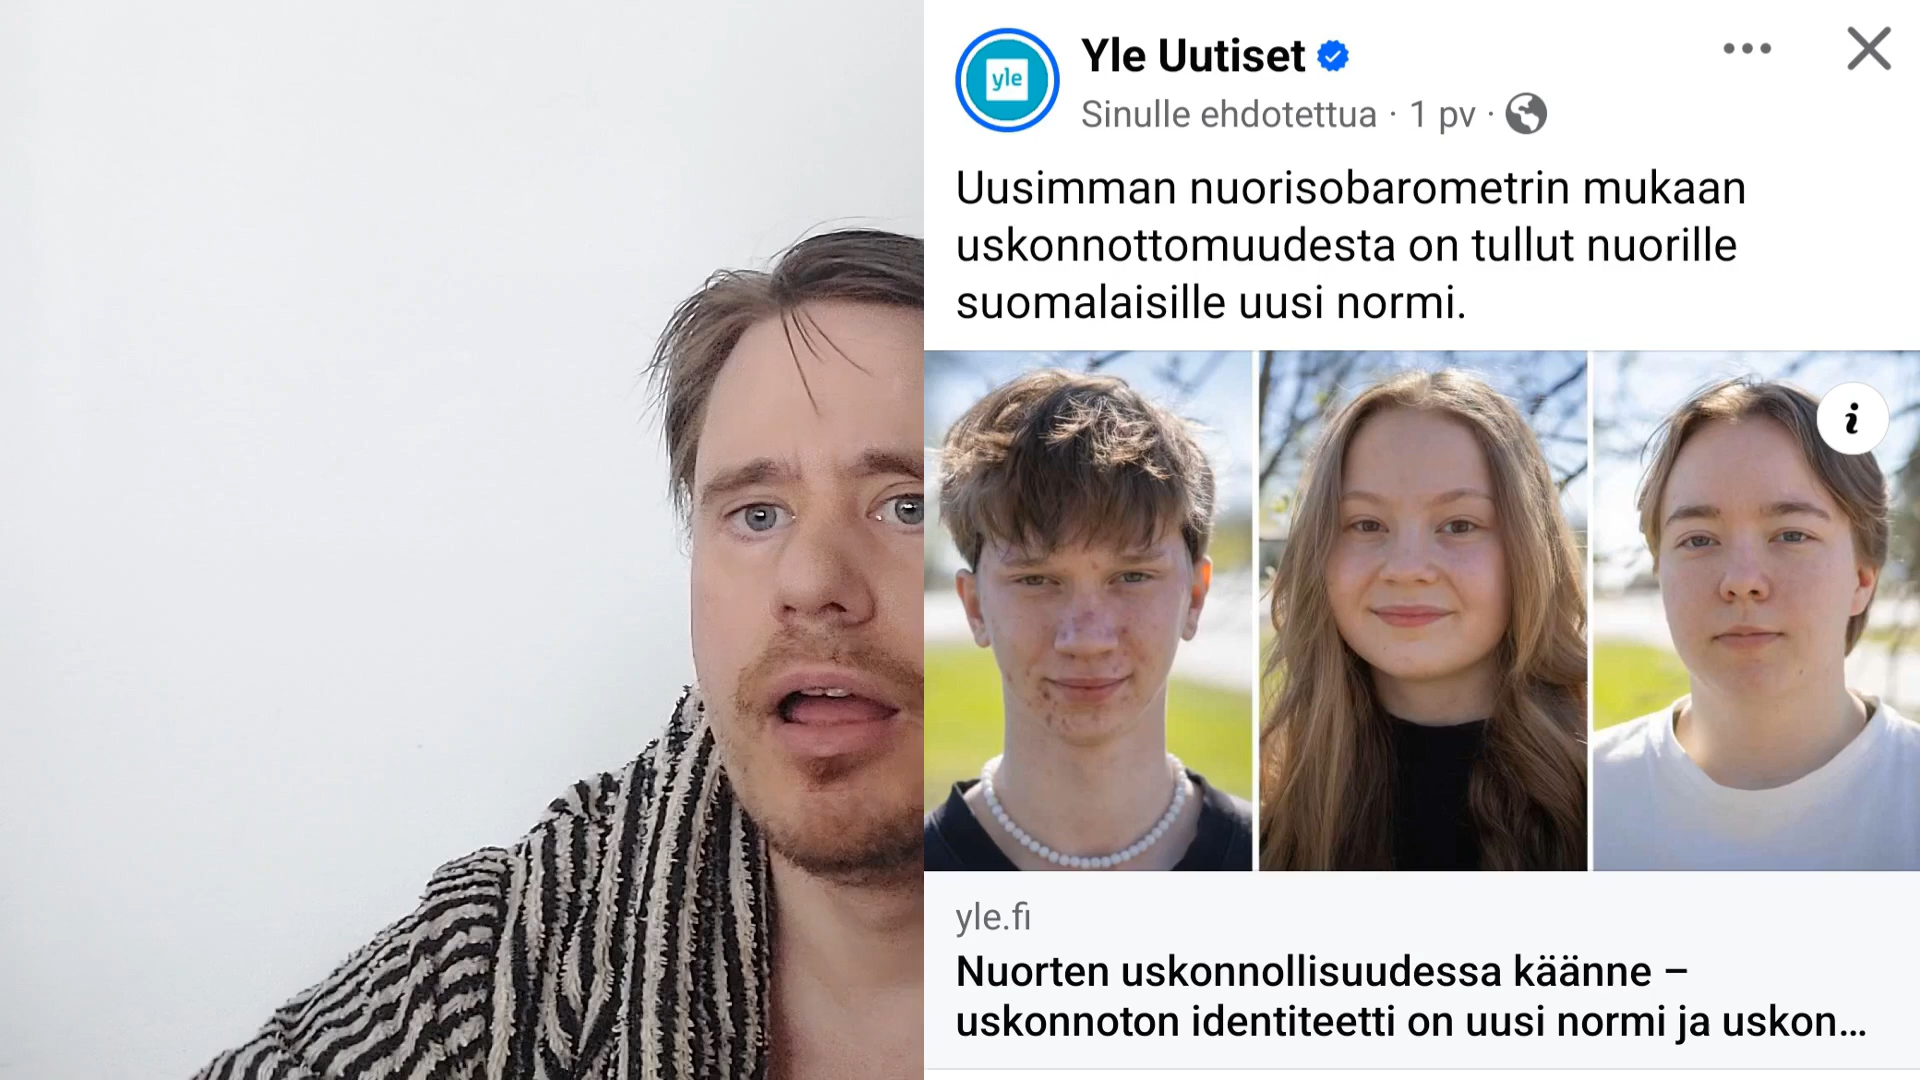 yle
Yle Uutiset
Sinulle ehdotettua · 1 pv ·
Uusimman nuorisobarometrin mukaan
uskonnottomuudesta on tullut nuorille
suomalaisille uusi normi.
i
yle.fi
Nuorten uskonnollisuudessa käänne –
uskonnoton identiteetti on uusi normi ja uskon...